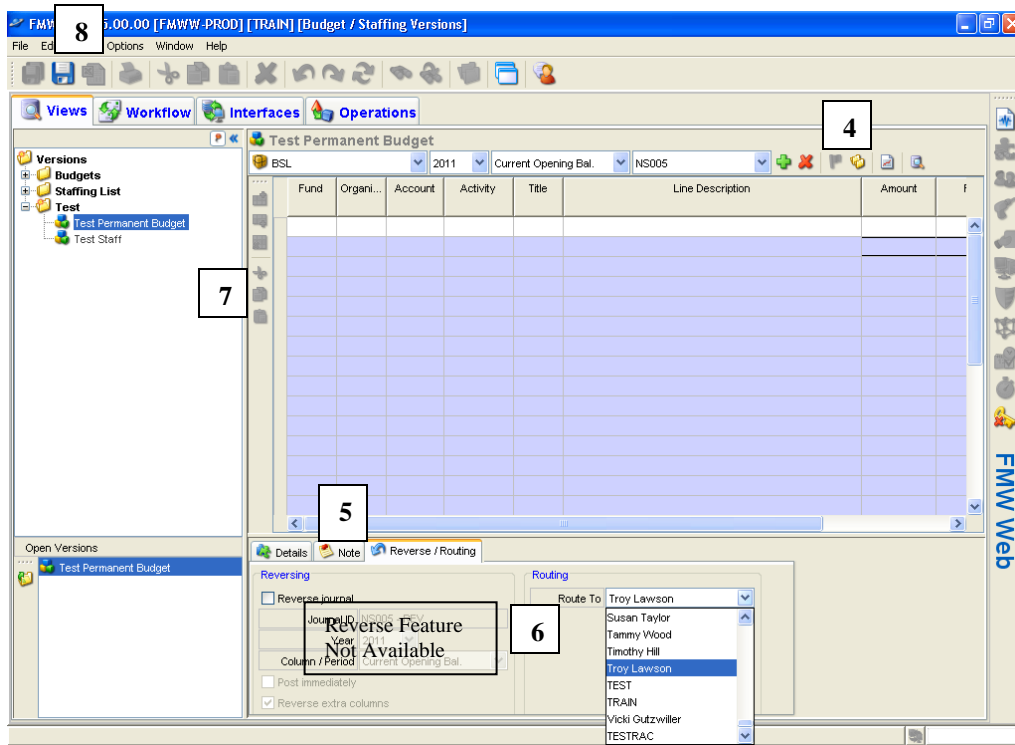 FMW 5.00.00 [FMWW-PROD] [TRAIN] [Budget / Staffing Versions]
8
File Ed Options Window Help
Views Workflow Interfaces Operations
4
Versions
Budgets
Staffing List
Test
Test Permanent Budget
Test Staff
Test Permanent Budget
BSL 2011 Current Opening Bal. NS005
Fund Organi... Account Activity Title Line Description Amount
7
5
Open Versions
Test Permanent Budget
Details Note Reverse / Routing
Reversing
Reverse journal
Journal ID NS005 - REV
Year 2011
Column / Period Current Opening Bal.
Post immediately
Reverse extra columns
Reverse Feature
Not Available
6
Routing
Route To Troy Lawson
Susan Taylor
Tammy Wood
Timothy Hill
Troy Lawson
TEST
TRAIN
Vicki Gutzwiller
TESTRAC
FMW Web